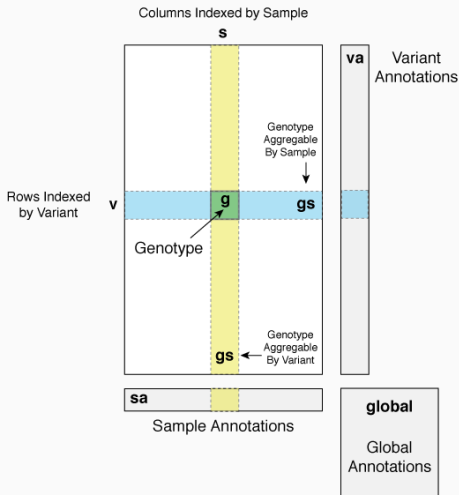 Columns Indexed by Sample
s
va
Variant
Annotations
Genotype
Aggregable
By Sample
Rows Indexed
by Variant
v
g
gs
Genotype
gs
Genotype
Aggregable
By Variant
sa
Sample Annotations
global
Global
Annotations